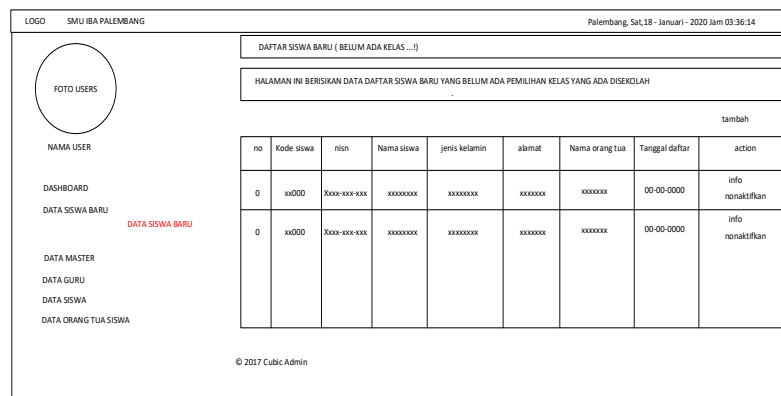 LOGO SMU IBA PALEMBANG Palembang, Sat,18 - Januari - 2020 Jam 03:36:14
FOTO USERS
NAMA USER
DASHBOARD
DATA SISWA BARU
DATA SISWA BARU
DATA MASTER
DATA GURU
DATA SISWA
DATA ORANG TUA SISWA
DAFTAR SISWA BARU ( BELUM ADA KELAS ...!)
HALAMAN INI BERISIKAN DATA DAFTAR SISWA BARU YANG BELUM ADA PEMILIHAN KELAS YANG ADA DISEKOLAH
.
tambah
no Kode siswa nisn Nama siswa jenis kelamin alamat Nama orang tua Tanggal daftar action
0 xx000 Xxxx-xxx-xxx xxxxxxxx xxxxxxxx xxxxxxx xxxxxxx 00-00-0000 info
nonaktifkan
0 xx000 Xxxx-xxx-xxx xxxxxxxx xxxxxxxx xxxxxxx xxxxxxx 00-00-0000 info
nonaktifkan
© 2017 Cubic Admin